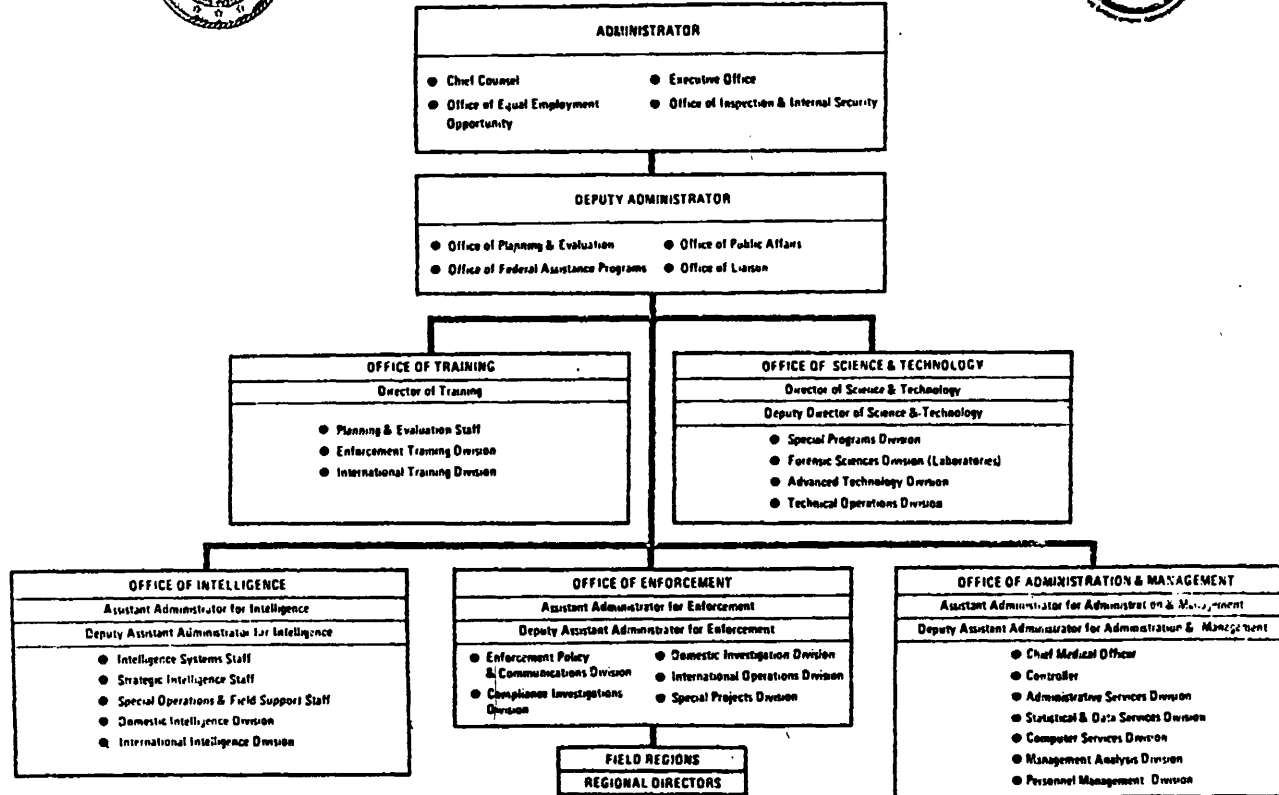 ADMINISTRATOR
● Chief Counsel
● Executive Office
● Office of Equal Employment
Opportunity
● Office of Inspection & Internal Security
DEPUTY ADMINISTRATOR
● Office of Planning & Evaluation
● Office of Public Affairs
● Office of Federal Assistance Programs
● Office of Liaison
OFFICE OF TRAINING
Director of Training
● Planning & Evaluation Staff
● Enforcement Training Division
● International Training Division
OFFICE OF SCIENCE & TECHNOLOGY
Director of Science & Technology
Deputy Director of Science & Technology
● Special Programs Division
● Forensic Sciences Division (Laboratories)
● Advanced Technology Division
● Technical Operations Division
OFFICE OF INTELLIGENCE
Assistant Administrator for Intelligence
Deputy Assistant Administrator for Intelligence
● Intelligence Systems Staff
● Strategic Intelligence Staff
● Special Operations & Field Support Staff
● Domestic Intelligence Division
● International Intelligence Division
OFFICE OF ENFORCEMENT
Assistant Administrator for Enforcement
Deputy Assistant Administrator for Enforcement
● Enforcement Policy
& Communications Division
● Compliance Investigations
Division
● Domestic Investigation Division
● International Operations Division
● Special Projects Division
FIELD REGIONS
REGIONAL DIRECTORS
OFFICE OF ADMINISTRATION & MANAGEMENT
Assistant Administrator for Administration & Management
Deputy Assistant Administrator for Administration & Management
● Chief Medical Officer
● Controller
● Administrative Services Division
● Statistical & Data Services Division
● Computer Services Division
● Management Analysis Division
● Personnel Management Division